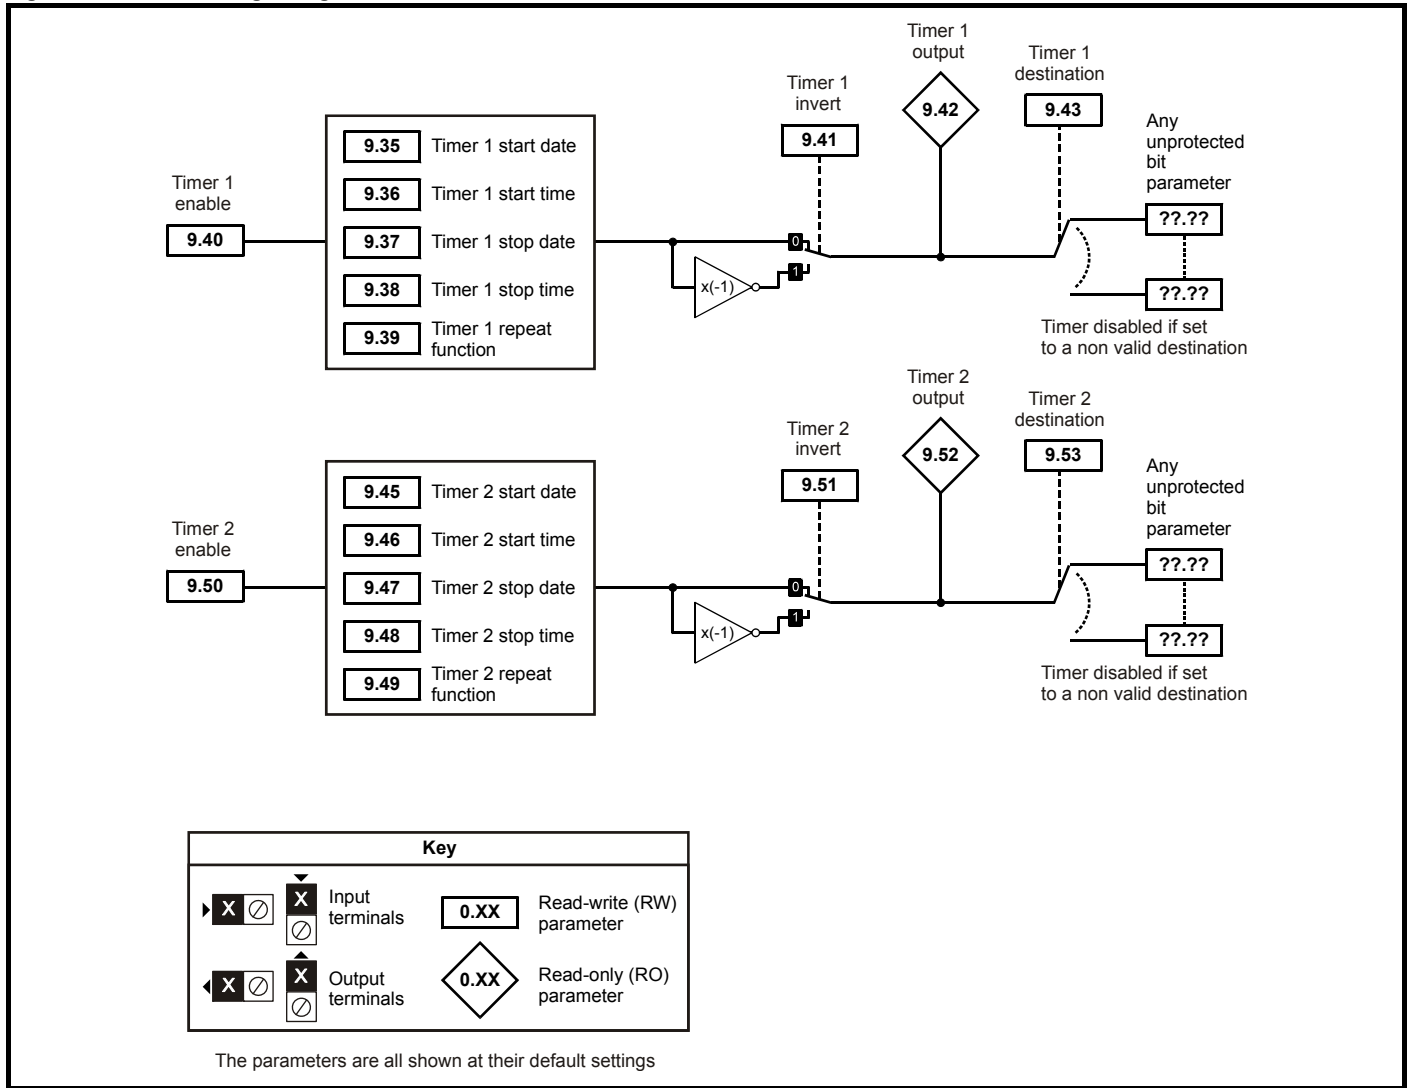 Timer 1
enable
9.40
9.35 Timer 1 start date
9.36 Timer 1 start time
9.37 Timer 1 stop date
9.38 Timer 1 stop time
9.39 Timer 1 repeat
function
x(-1)
0
1
Timer 1
invert
9.41
Timer 1
output
9.42
Timer 1
destination
9.43
Any
unprotected
bit
parameter
??.??
??.??
Timer disabled if set
to a non valid destination
Timer 2
enable
9.50
9.45 Timer 2 start date
9.46 Timer 2 start time
9.47 Timer 2 stop date
9.48 Timer 2 stop time
9.49 Timer 2 repeat
function
x(-1)
0
1
Timer 2
invert
9.51
Timer 2
output
9.52
Timer 2
destination
9.53
Any
unprotected
bit
parameter
??.??
??.??
Timer disabled if set
to a non valid destination
Key
X X Input
terminals
0.XX Read-write (RW)
parameter
X X Output
terminals
0.XX Read-only (RO)
parameter
The parameters are all shown at their default settings